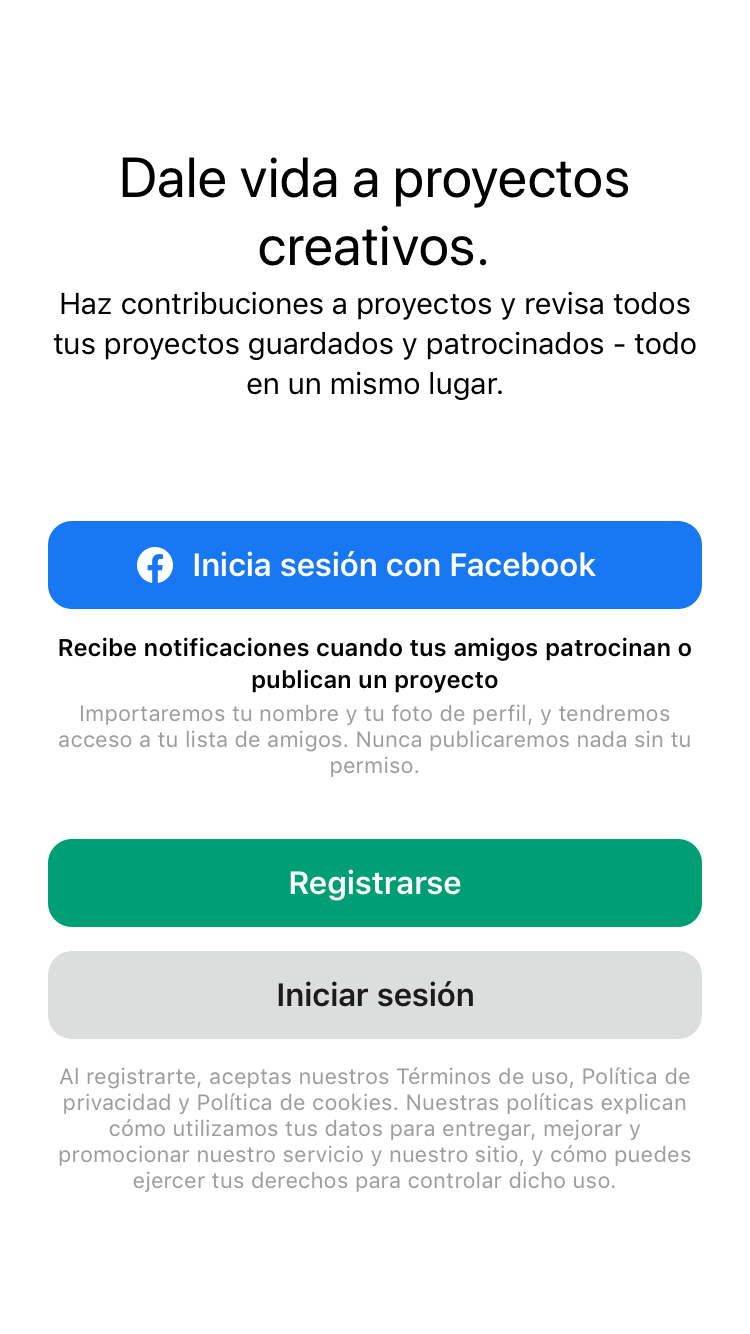 Dale vida a proyectos
creativos.
Haz contribuciones a proyectos y revisa todos
tus proyectos guardados y patrocinados - todo
en un mismo lugar.
Inicia sesión con Facebook
Recibe notificaciones cuando tus amigos patrocinan o
publican un proyecto
Importaremos tu nombre y tu foto de perfil, y tendremos
acceso a tu lista de amigos. Nunca publicaremos nada sin tu
permiso.
Registrarse
Iniciar sesión
Al registrarte, aceptas nuestros Términos de uso, Política de
privacidad y Política de cookies. Nuestras políticas explican
cómo utilizamos tus datos para entregar, mejorar y
promocionar nuestro servicio y nuestro sitio, y cómo puedes
ejercer tus derechos para controlar dicho uso.